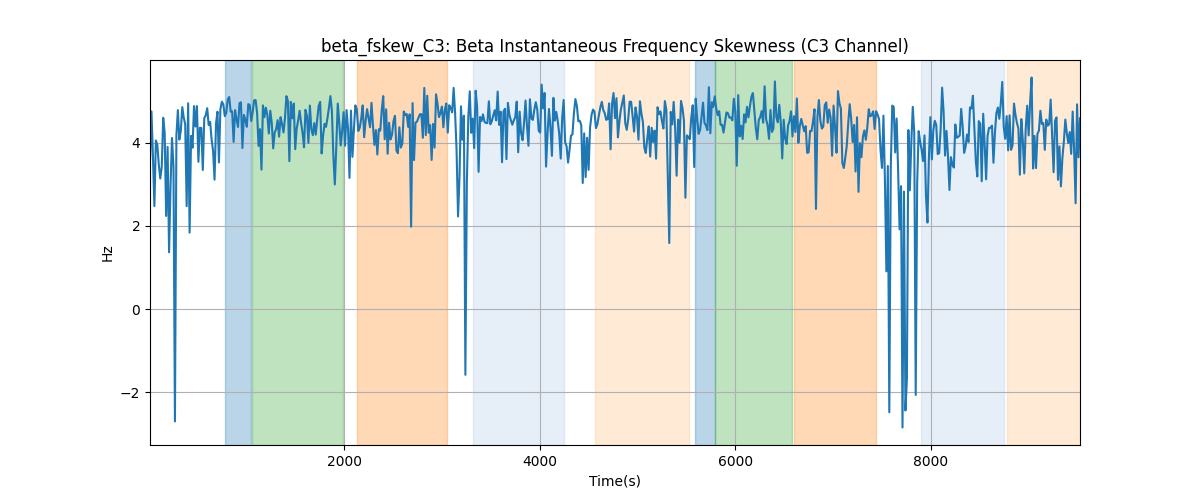 beta_fskew_C3: Beta Instantaneous Frequency Skewness (C3 Channel)
4
2
0
−2
Hz
2000 4000 6000 8000
Time(s)